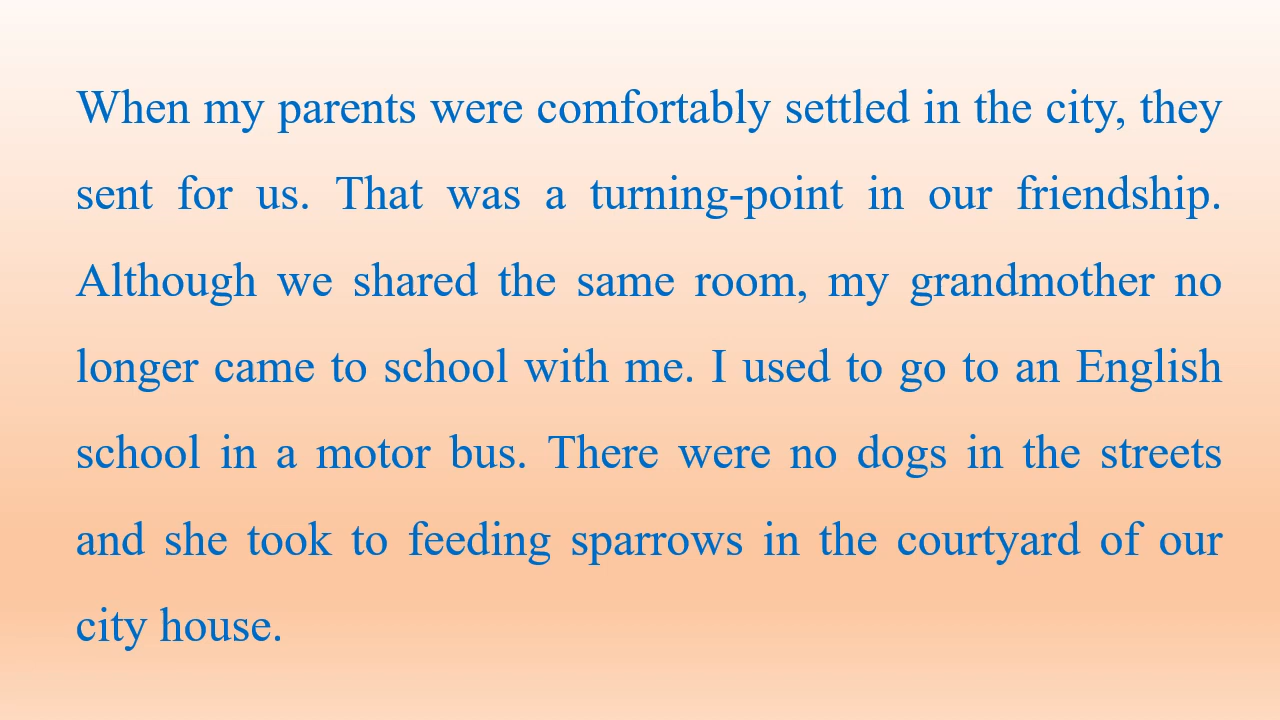 When my parents were comfortably settled in the city, they
sent for us. That was a turning-point in our friendship.
Although we shared the same room, my grandmother no
longer came to school with me. I used to go to an English
school in a motor bus. There were no dogs in the streets
and she took to feeding sparrows in the courtyard of our
city house.